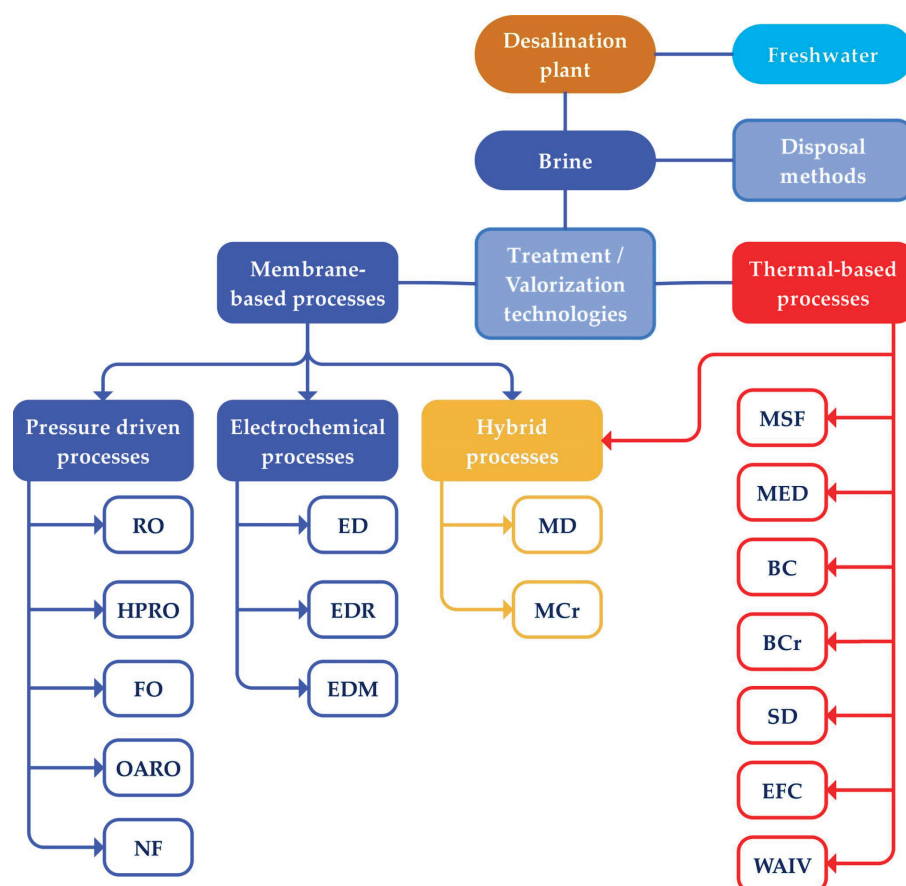 Desalination
plant
Freshwater
Brine
Disposal
methods
Membrane-
based processes
Treatment /
Valorization
technologies
Thermal-based
processes
Pressure driven
processes
Electrochemical
processes
Hybrid
processes
RO
HPRO
FO
OARO
NF
ED
EDR
EDM
MD
MCr
MSF
MED
BC
BCr
SD
EFC
WAIV